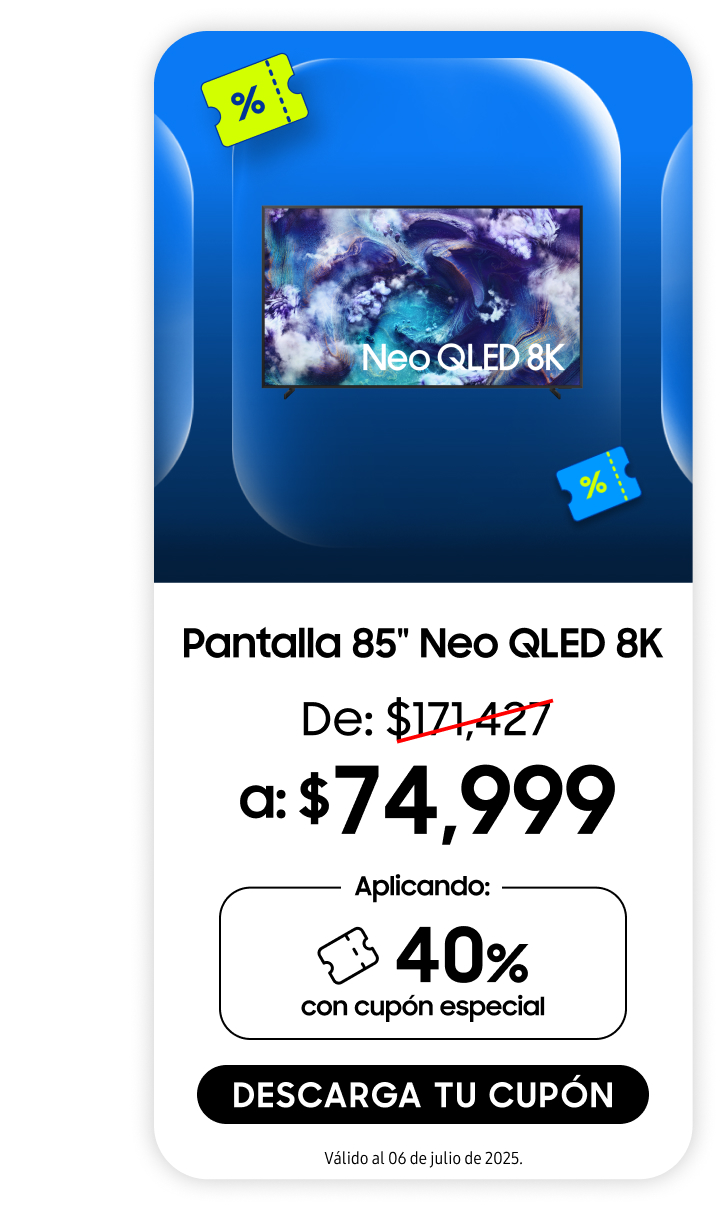 %
Neo QLED 8K
%
Pantalla 85" Neo QLED 8K
De: $171,427
a: $74,999
Aplicando:
40%
con cupón especial
DESCARGA TU CUPÓN
Válido al 06 de julio de 2025.